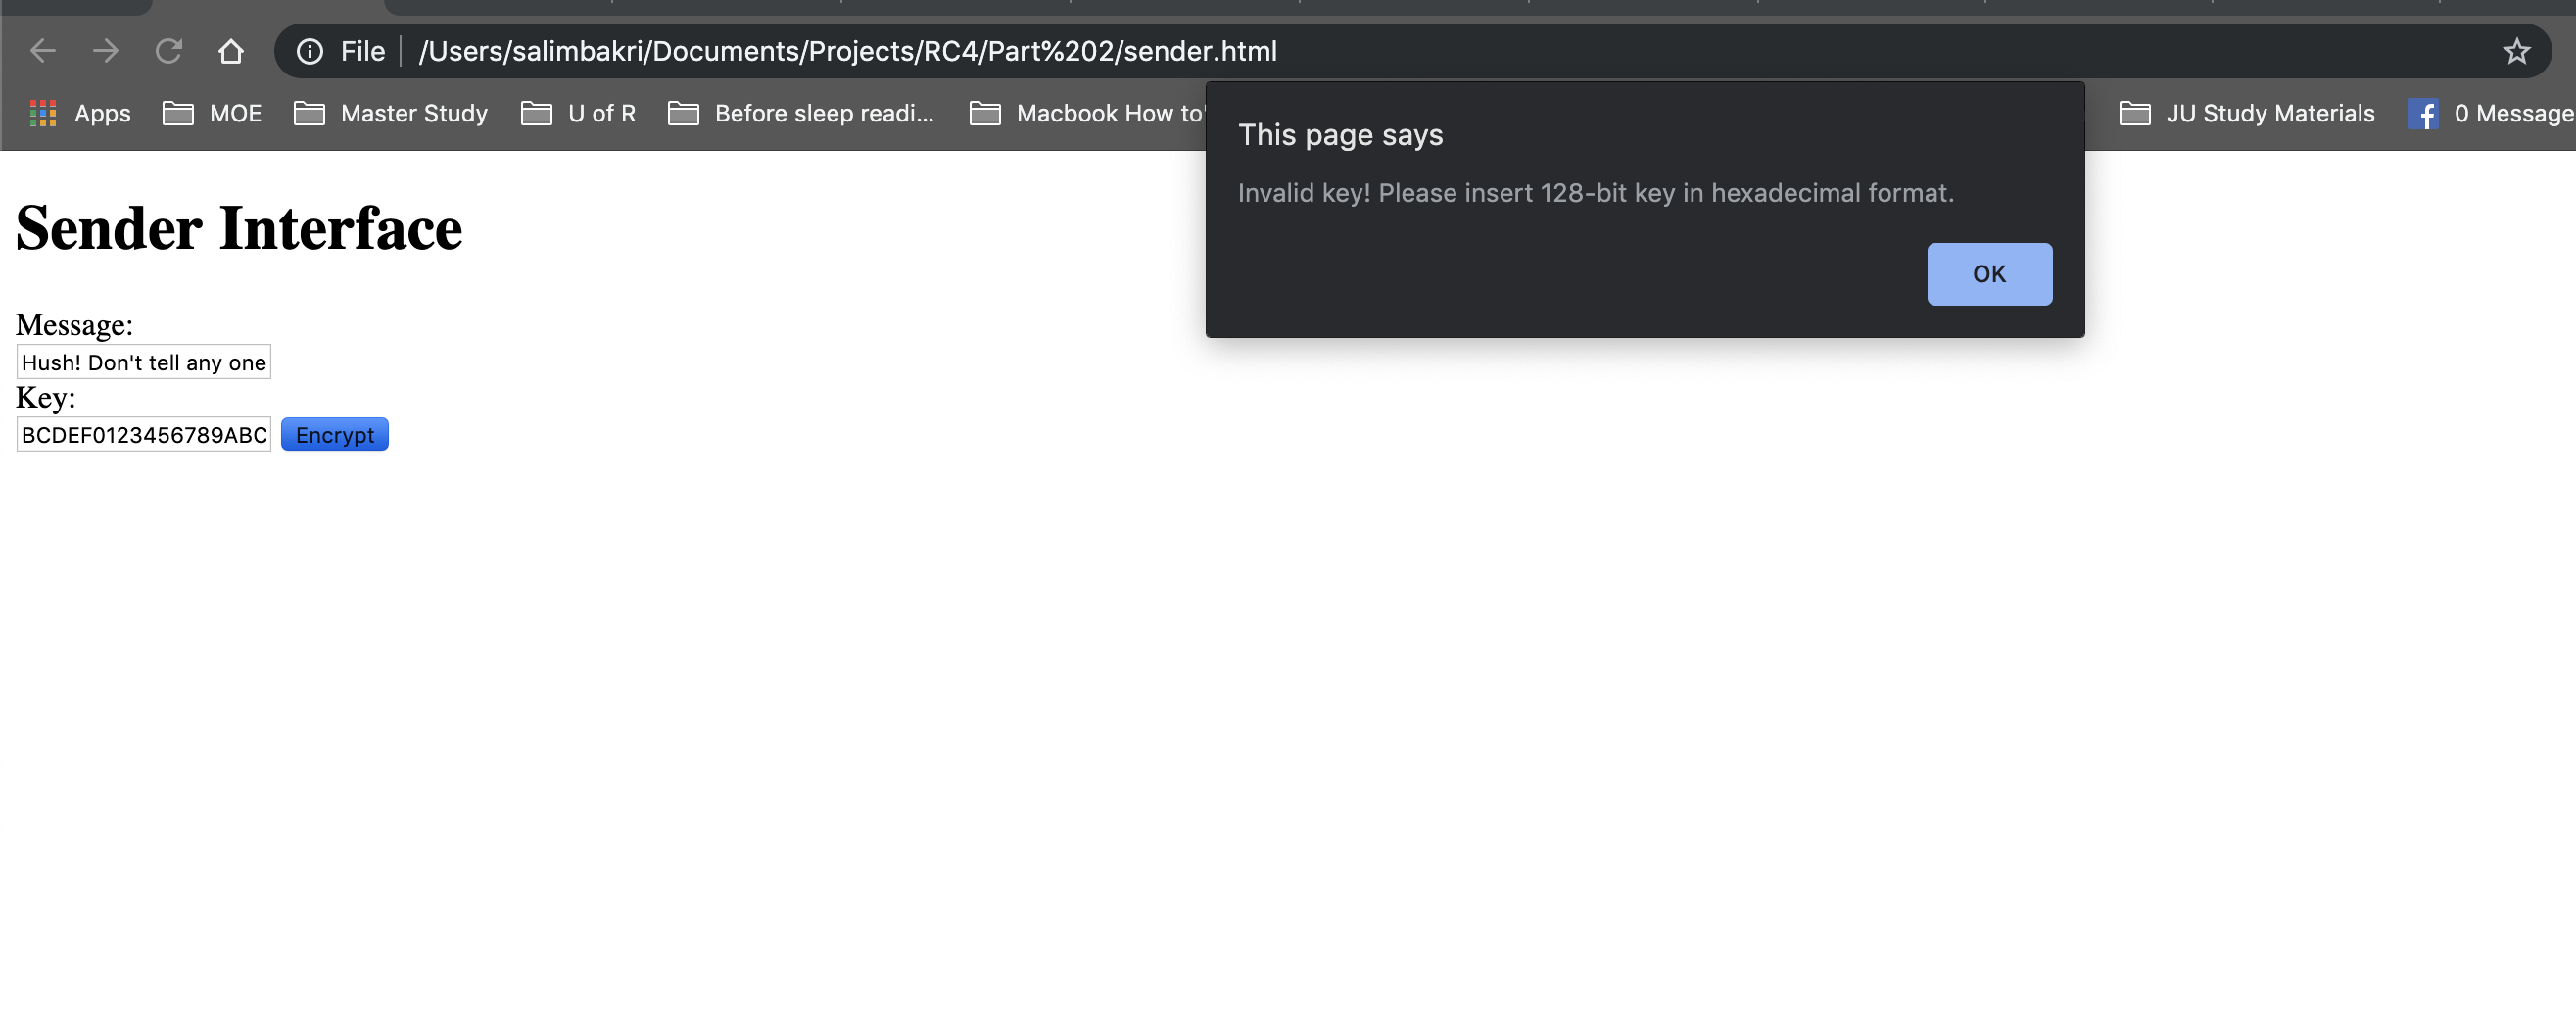 File /Users/salimbakri/Documents/Projects/RC4/Part%202/sender.html
Apps MOE Master Study U of R Before sleep readi... Macbook How to' JU Study Materials 0 Message
This page says
Invalid key! Please insert 128-bit key in hexadecimal format.
OK
Sender Interface
Message:
Hush! Don't tell any one
Key:
BCDEF0123456789ABC Encrypt